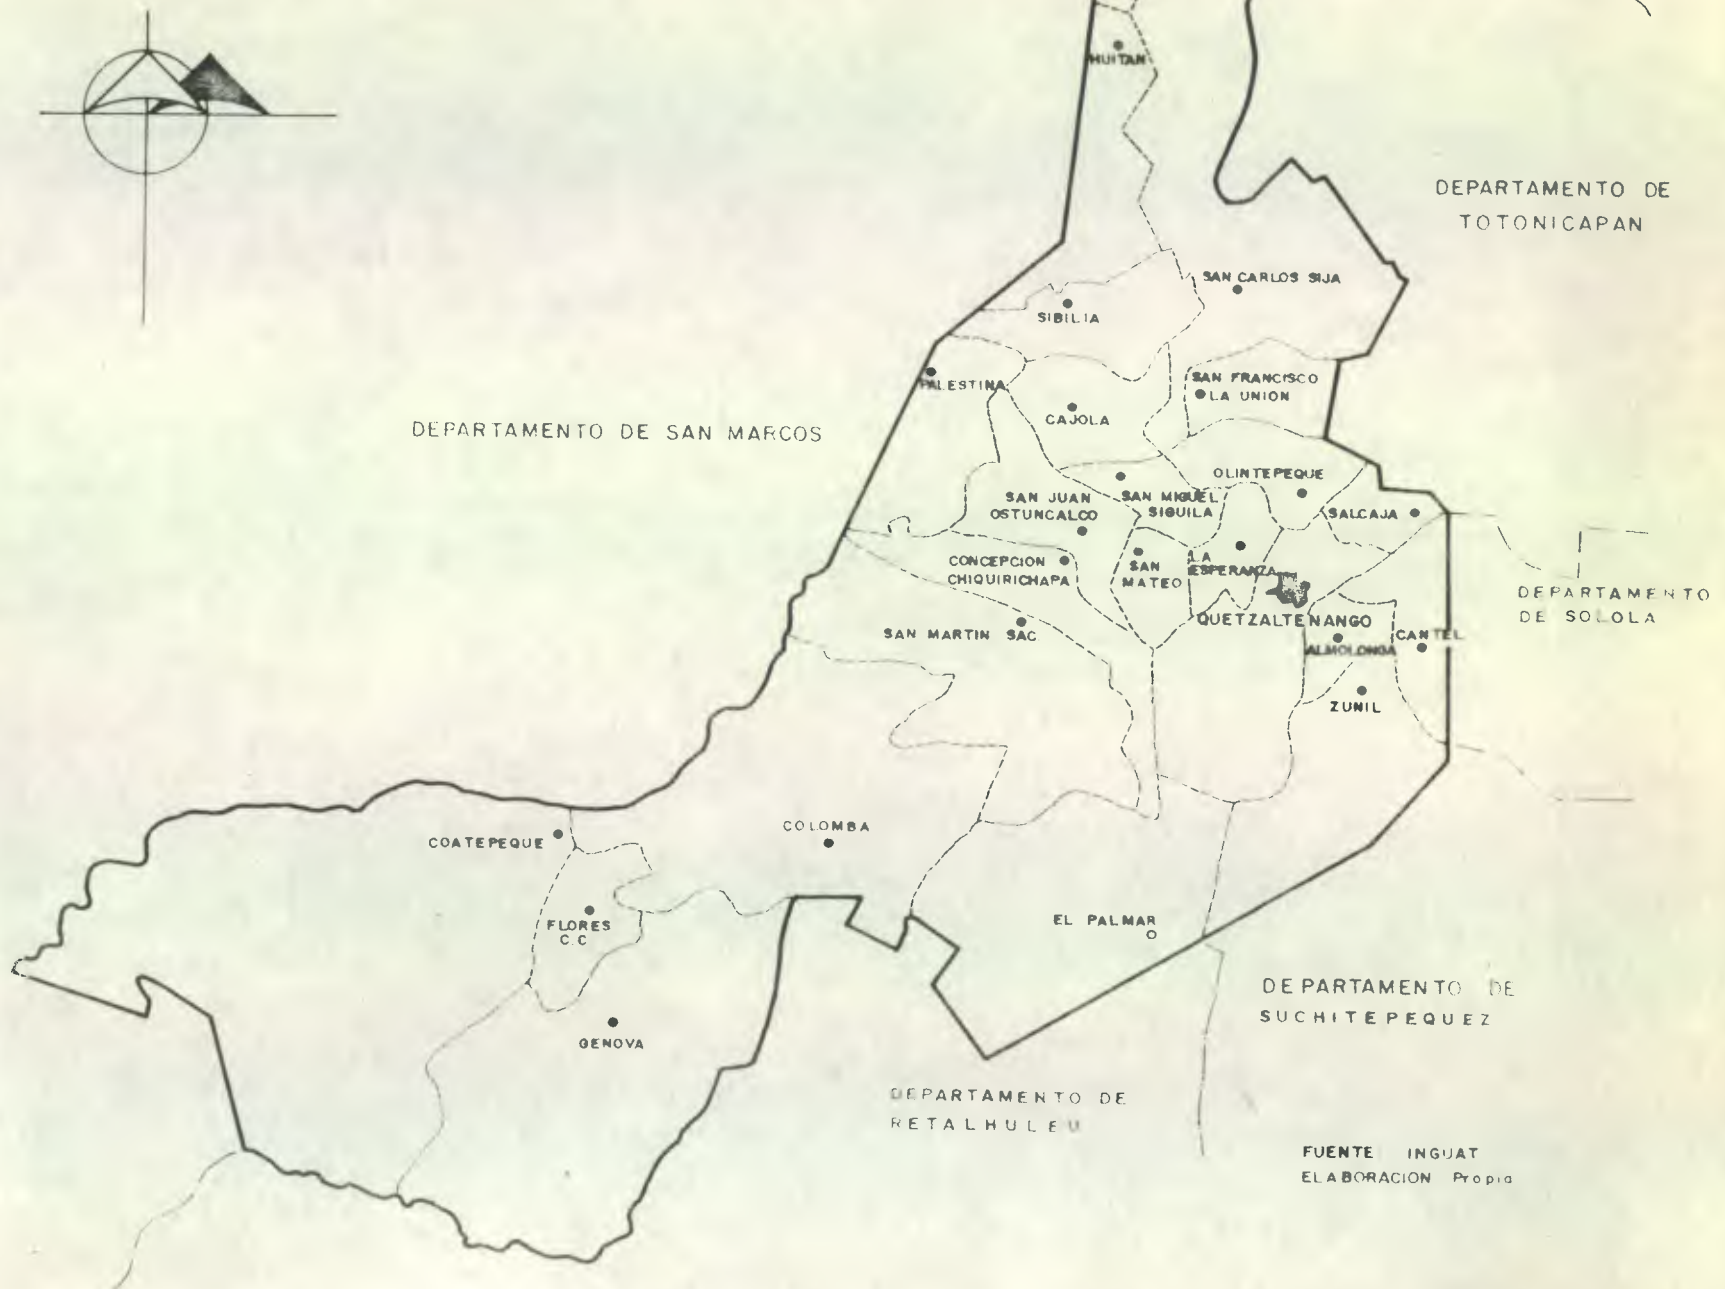 HUITAN
DEPARTAMENTO DE
TOTONICAPAN
SAN CARLOS SIJA
SIBILIA
PALESTINA
SAN FRANCISCO
LA UNION
CAJOLA
DEPARTAMENTO DE SAN MARCOS
OLINTEPEQUE
SAN JUAN
OSTUNCALCO
SAN MIGUEL
SIGUILA
SALCAJA
CONCEPCION
CHIQUIRICHAPA
SAN
MATEO
LA
ESPERANZA
DEPARTAMENTO
DE SOLOLA
QUETZALTENANGO
SAN MARTIN SAC
CANTEL
ALMOLONGA
ZUNIL
COLOMBA
COATEPEQUE
FLORES
C.C
EL PALMAR
GENOVA
DEPARTAMENTO DE
SUCHITEPEQUEZ
DEPARTAMENTO DE
RETALHULEU
FUENTE INGUAT
ELABORACION Propia